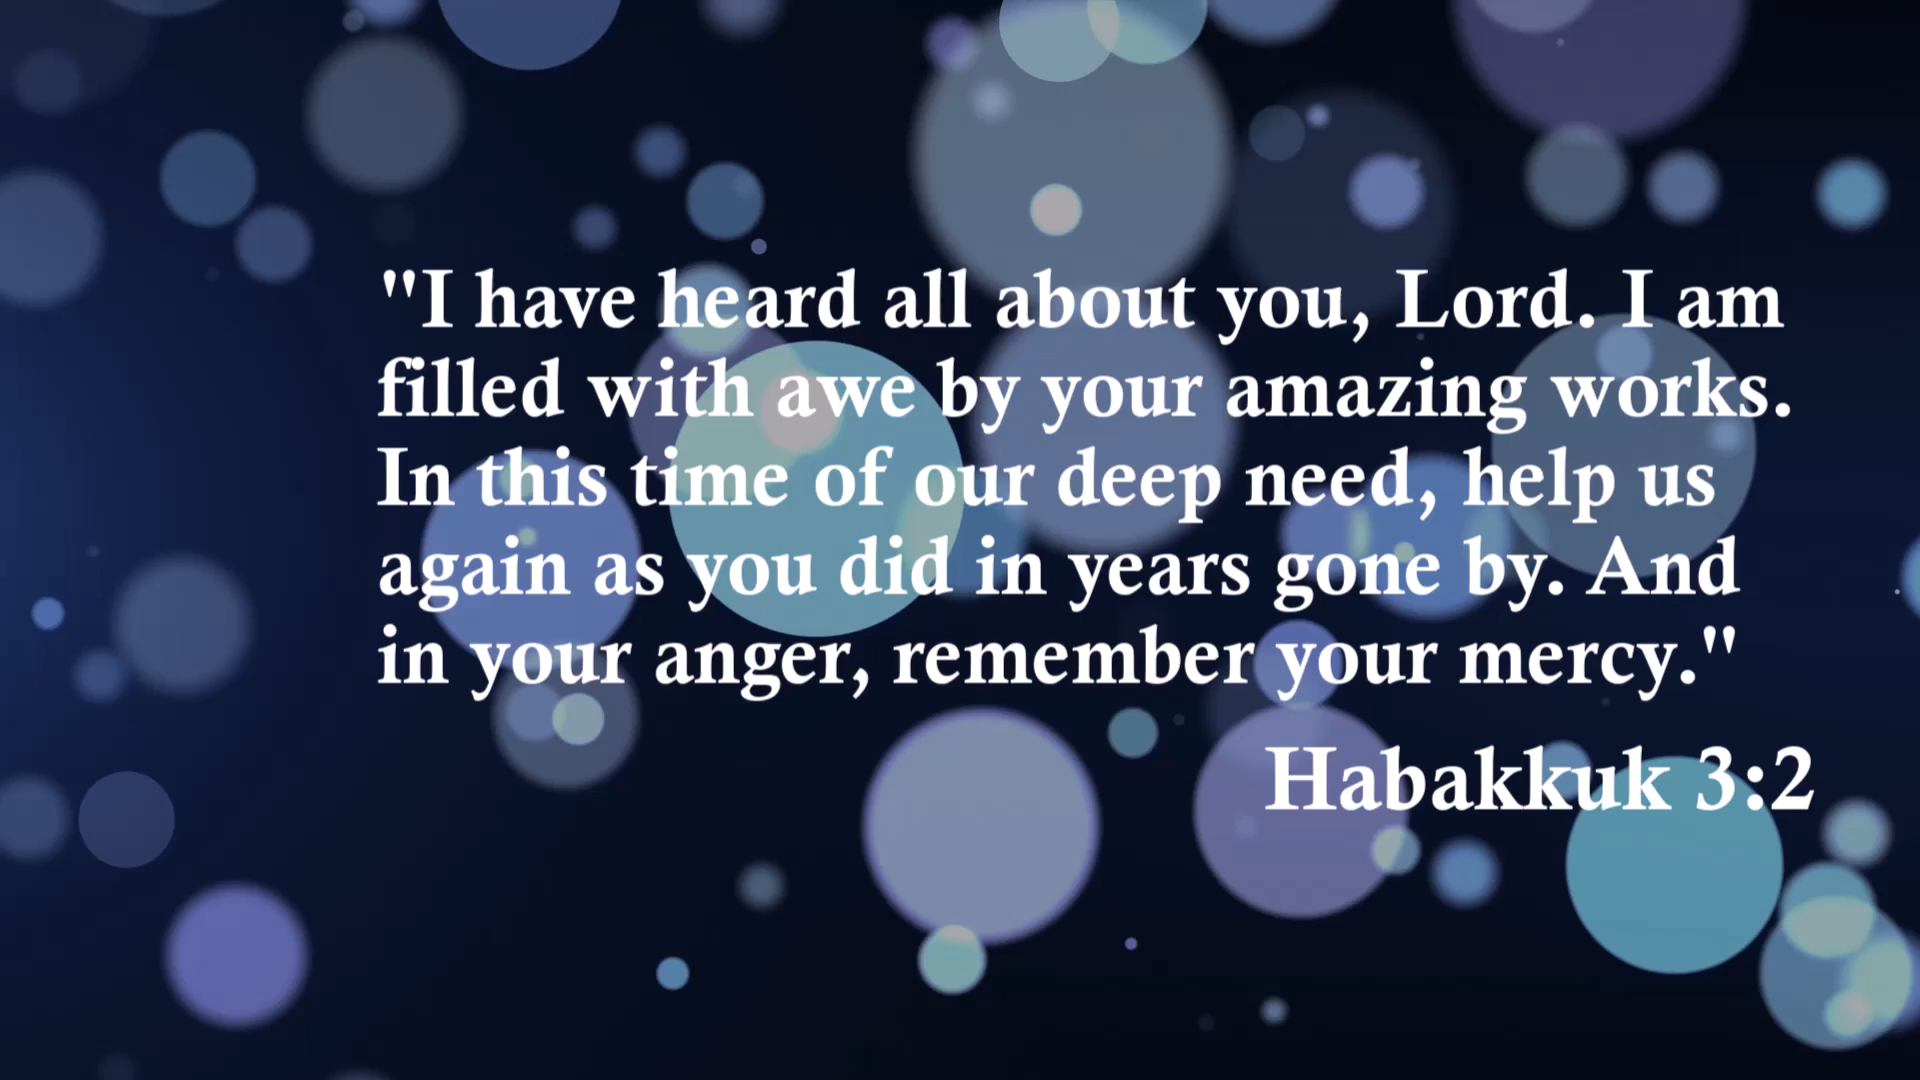 "I have heard all about you, Lord. I am
filled with awe by your amazing works.
In this time of our deep need, help us
again as you did in years gone by. And
in your anger, remember your mercy."
Habakkuk 3:2